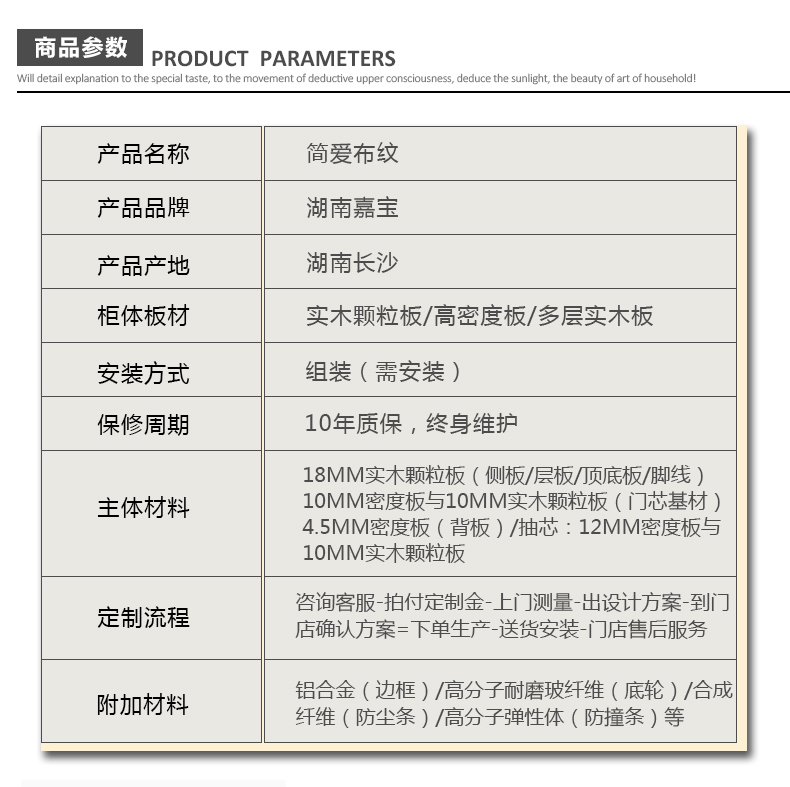 商品参数 PRODUCT PARAMETERS
Will detail explanation to the special taste, to the movement of deductive upper consciousness, deduce the sunlight, the beauty of art of household!
产品名称 简爱布纹
产品品牌 湖南嘉宝
产品产地 湖南长沙
柜体板材 实木颗粒板/高密度板/多层实木板
安装方式 组装（需安装）
保修周期 10年质保，终身维护
主体材料
18MM实木颗粒板（侧板/层板/顶底板/脚线）
10MM密度板与10MM实木颗粒板（门芯基材）
4.5MM密度板（背板）/抽芯：12MM密度板与
10MM实木颗粒板
定制流程
咨询客服-拍付定制金-上门测量-出设计方案-到门
店确认方案=下单生产-送货安装-门店售后服务
附加材料
铝合金（边框）/高分子耐磨玻纤维（底轮）/合成
纤维（防尘条）/高分子弹性体（防撞条）等